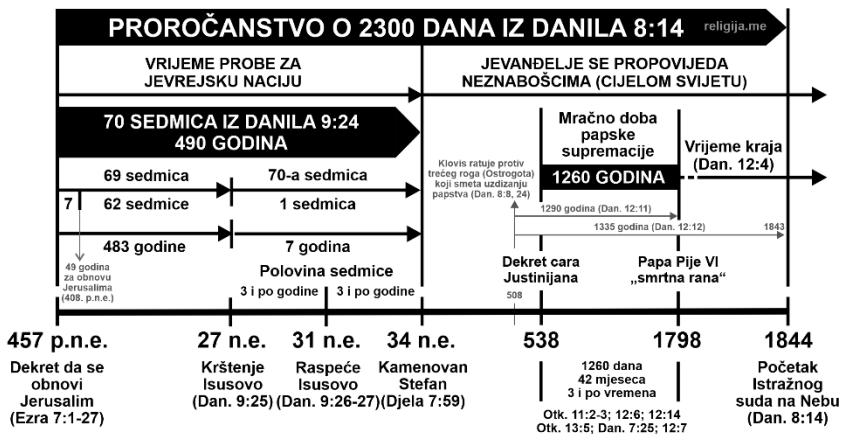 PROROČANSTVO O 2300 DANA IZ DANILA 8:14
religija.me
VRIJEME PROBE ZA
JEVREJSKU NACIJU
JEVANĐELJE SE PROPOVIJEDA
NEZNABOŠCIMA (CIJELOM SVIJETU)
70 SEDMICA IZ DANILA 9:24
490 GODINA
69 sedmica
70-a sedmica
7
62 sedmice
1 sedmica
483 godine
7 godina
49 godina
za obnovu
Jerusalima
(408. p.n.e.)
Polovina sedmice
3 i po godine
3 i po godine
Klovis ratuje protiv
trećeg roga (Ostrogota)
koji smeta uzdizanju
papstva (Dan. 8:8, 24)
Mračno doba
papske
supremacije
1260 GODINA
Vrijeme kraja
(Dan. 12:4)
1290 godina (Dan. 12:11)
1335 godina (Dan. 12:12)
1843
Dekret cara
Justinijana
Papa Pije VI
„smrtna rana“
508
457 p.n.e.
Dekret da se
obnovi
Jerusalim
(Ezra 7:1-27)
27 n.e.
Krštenje
Isusovo
(Dan. 9:25)
31 n.e.
Raspeće
Isusovo
(Dan. 9:26-27)
34 n.e.
Kamenovan
Stefan
(Djela 7:59)
538
1798
1260 dana
42 mjeseca
3 i po vremena
Otk. 11:2-3; 12:6; 12:14
Otk. 13:5; Dan. 7:25; 12:7
1844
Početak
Istražnog
suda na Nebu
(Dan. 8:14)